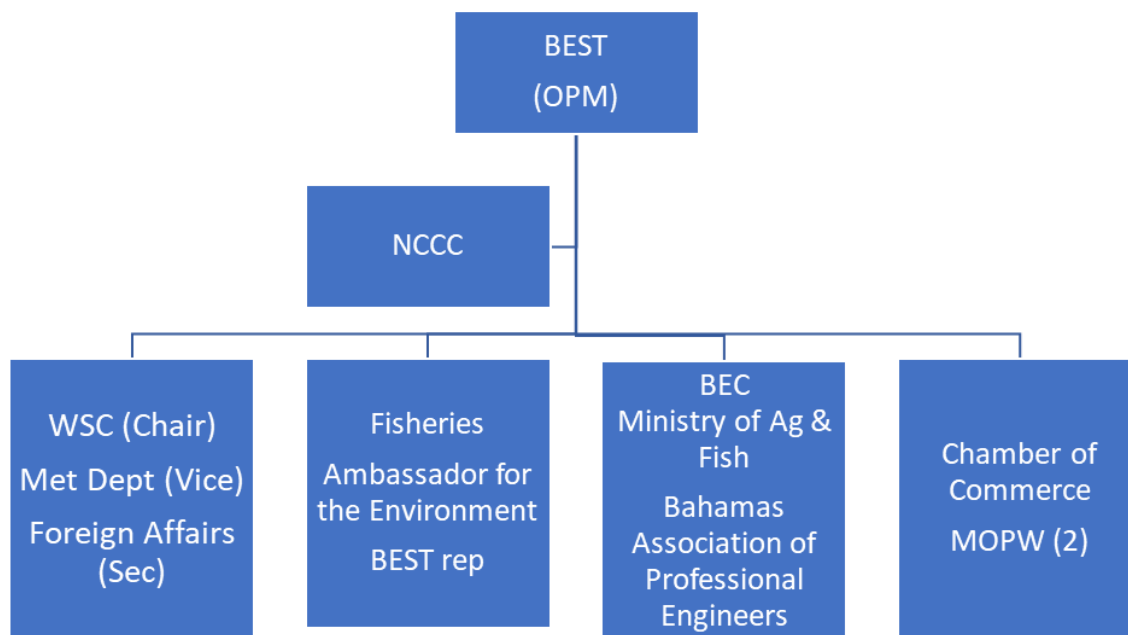 BEST
(OPM)
NCCC
WSC (Chair)
Met Dept (Vice)
Foreign Affairs
(Sec)
Fisheries
Ambassador for
the Environment
BEST rep
BEC
Ministry of Ag &
Fish
Bahamas
Association of
Professional
Engineers
Chamber of
Commerce
MOPW (2)